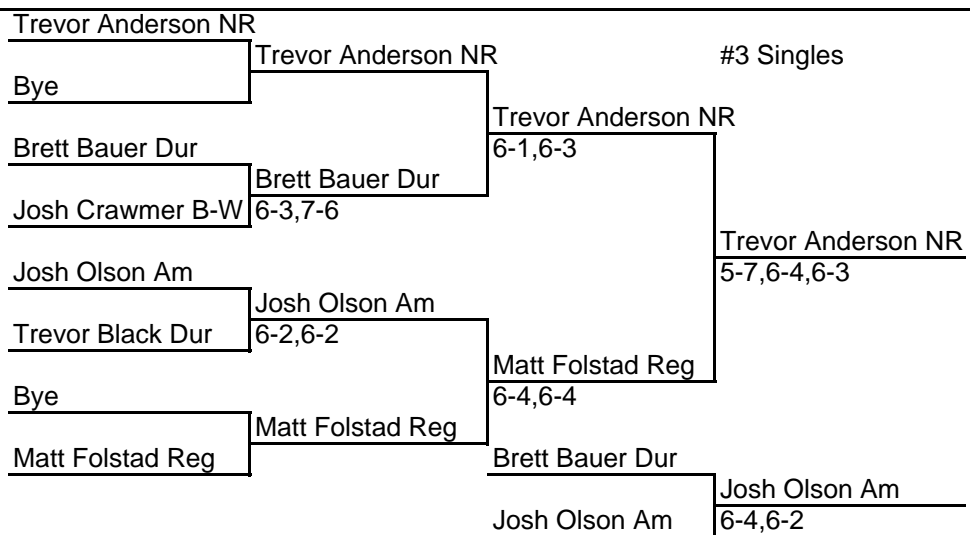 Trevor Anderson NR
Trevor Anderson NR
#3 Singles
Bye
Trevor Anderson NR
Brett Bauer Dur
6-1,6-3
Brett Bauer Dur
Josh Crawmer B-W
6-3,7-6
Trevor Anderson NR
Josh Olson Am
5-7,6-4,6-3
Josh Olson Am
Trevor Black Dur
6-2,6-2
Matt Folstad Reg
Bye
6-4,6-4
Matt Folstad Reg
Matt Folstad Reg
Brett Bauer Dur
Josh Olson Am
Josh Olson Am
6-4,6-2